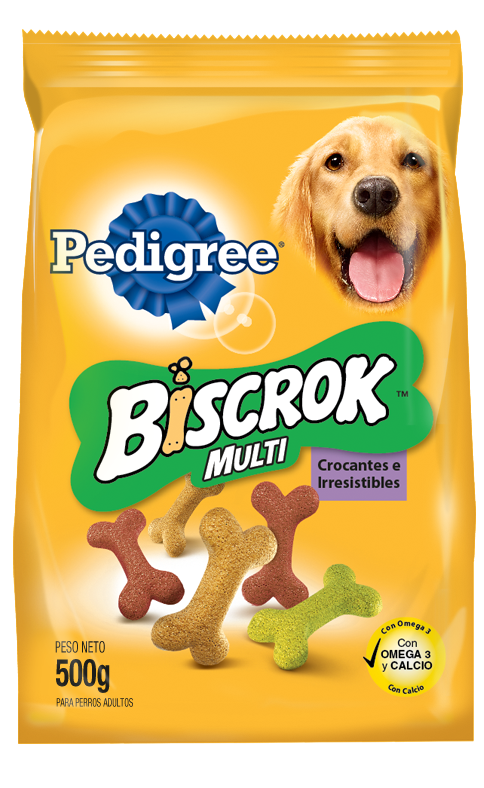 Pedigree®
BISCROK™
MULTI
Crocantes e
Irresistibles
PESO NETO
500g
PARA PERROS ADULTOS
Con Omega 3
Con
OMEGA 3
y CALCIO
Con Calcio